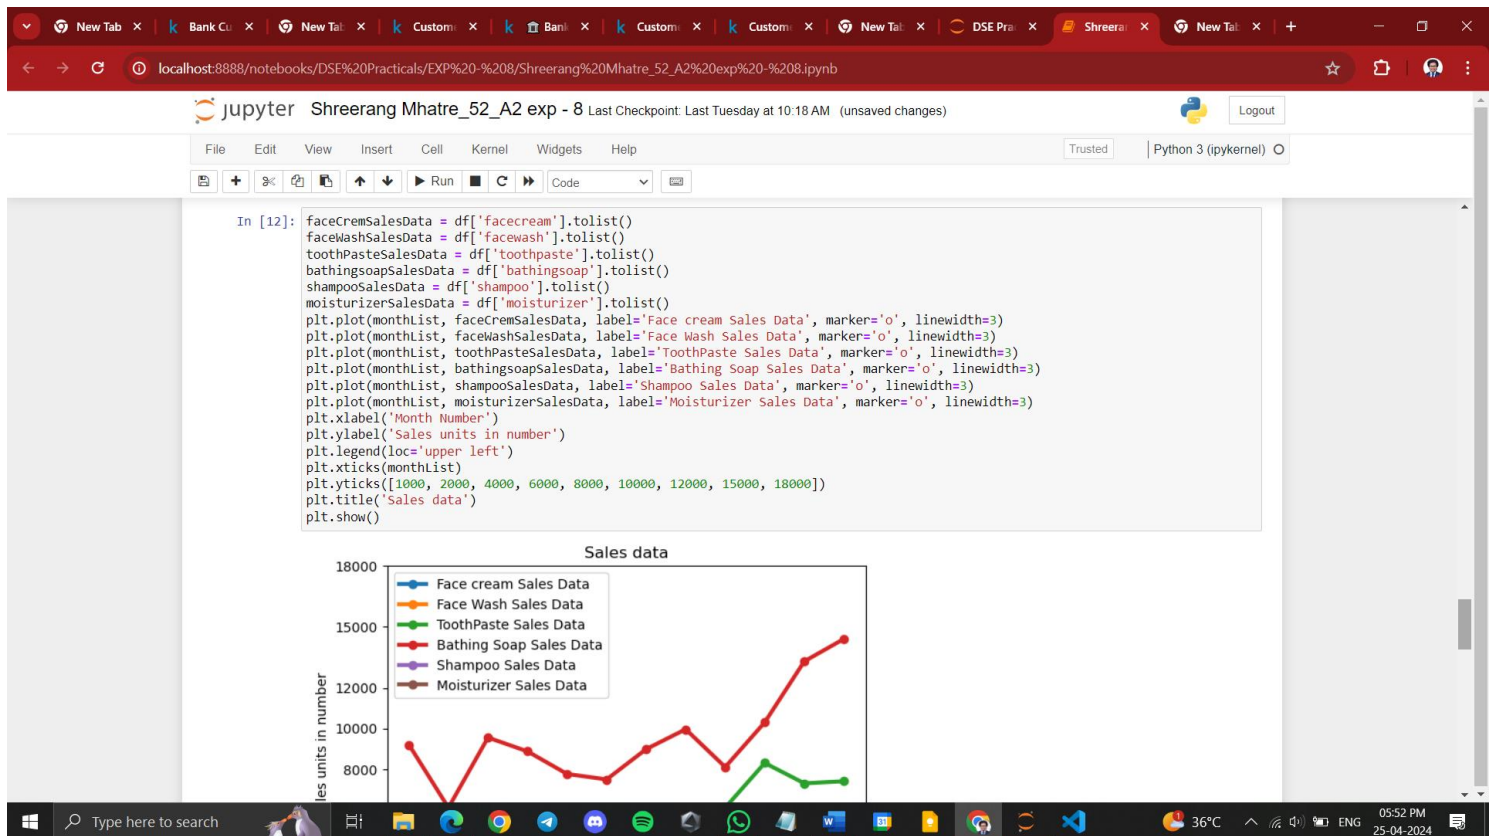 New Tab
Bank Cu
New Tab
Custom
Bank
Custom
Custom
New Tab
DSE Pra
Shreeran
New Tab
localhost:8888/notebooks/DSE%20Practicals/EXP%20-%208/Shreerang%20Mhatre_52_A2%20exp%20-%208.ipynb
jupyter Shreerang Mhatre_52_A2 exp - 8 Last Checkpoint: Last Tuesday at 10:18 AM (unsaved changes)
Logout
File Edit View Insert Cell Kernel Widgets Help
Trusted
Python 3 (ipykernel)
Run
Code
In [12]:
faceCremSalesData = df['facecream'].tolist()
faceWashSalesData = df['facewash'].tolist()
toothPasteSalesData = df['toothpaste'].tolist()
bathingsoapSalesData = df['bathingsoap'].tolist()
shampooSalesData = df['shampoo'].tolist()
moisturizerSalesData = df['moisturizer'].tolist()
plt.plot(monthList, faceCremSalesData, label='Face cream Sales Data', marker='o', linewidth=3)
plt.plot(monthList, faceWashSalesData, label='Face Wash Sales Data', marker='o', linewidth=3)
plt.plot(monthList, toothPasteSalesData, label='ToothPaste Sales Data', marker='o', linewidth=3)
plt.plot(monthList, bathingsoapSalesData, label='Bathing Soap Sales Data', marker='o', linewidth=3)
plt.plot(monthList, shampooSalesData, label='Shampoo Sales Data', marker='o', linewidth=3)
plt.plot(monthList, moisturizerSalesData, label='Moisturizer Sales Data', marker='o', linewidth=3)
plt.xlabel('Month Number')
plt.ylabel('Sales units in number')
plt.legend(loc='upper left')
plt.xticks(monthList)
plt.yticks([1000, 2000, 4000, 6000, 8000, 10000, 12000, 15000, 18000])
plt.title('Sales data')
plt.show()
Sales data
18000
15000
12000
10000
8000
les units in number
Face cream Sales Data
Face Wash Sales Data
ToothPaste Sales Data
Bathing Soap Sales Data
Shampoo Sales Data
Moisturizer Sales Data
Type here to search
36°C
ENG
05:52 PM
25-04-2024